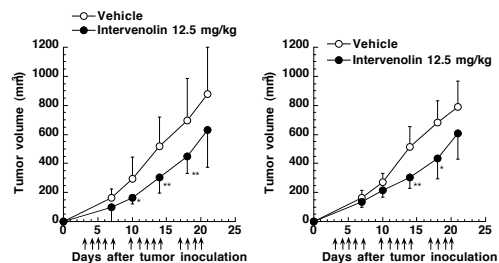 Vehicle
Intervenolin 12.5 mg/kg
1200
1000
800
600
400
200
0
Tumor volume (mm³)
*
**
**
0 5 10 15 20 25
Days after tumor inoculation
Vehicle
Intervenolin 12.5 mg/kg
1200
1000
800
600
400
200
0
Tumor volume (mm³)
**
*
0 5 10 15 20 25
Days after tumor inoculation